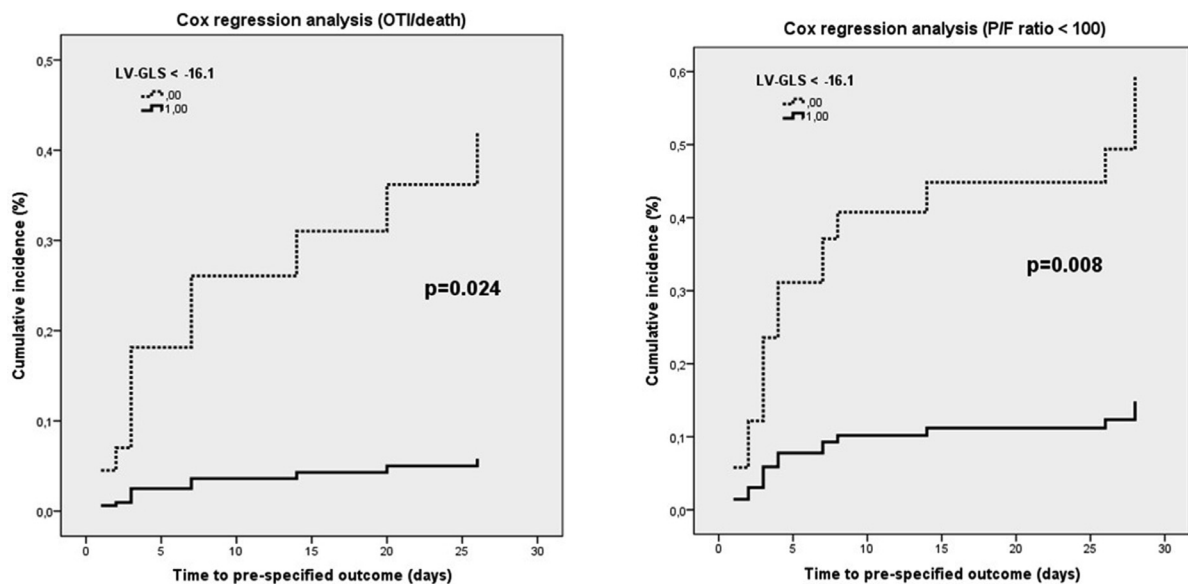 Cox regression analysis (OTI/death)
0,5
0,4
0,3
0,2
0,1
0,0
Cumulative incidence (%)
LV-GLS < -16.1
,00
1,00
p=0.024
0 5 10 15 20 25 30
Time to pre-specified outcome (days)
Cox regression analysis (P/F ratio < 100)
0,6
0,5
0,4
0,3
0,2
0,1
0,0
Cumulative incidence (%)
LV-GLS < -16.1
,00
1,00
p=0.008
0 5 10 15 20 25 30
Time to pre-specified outcome (days)